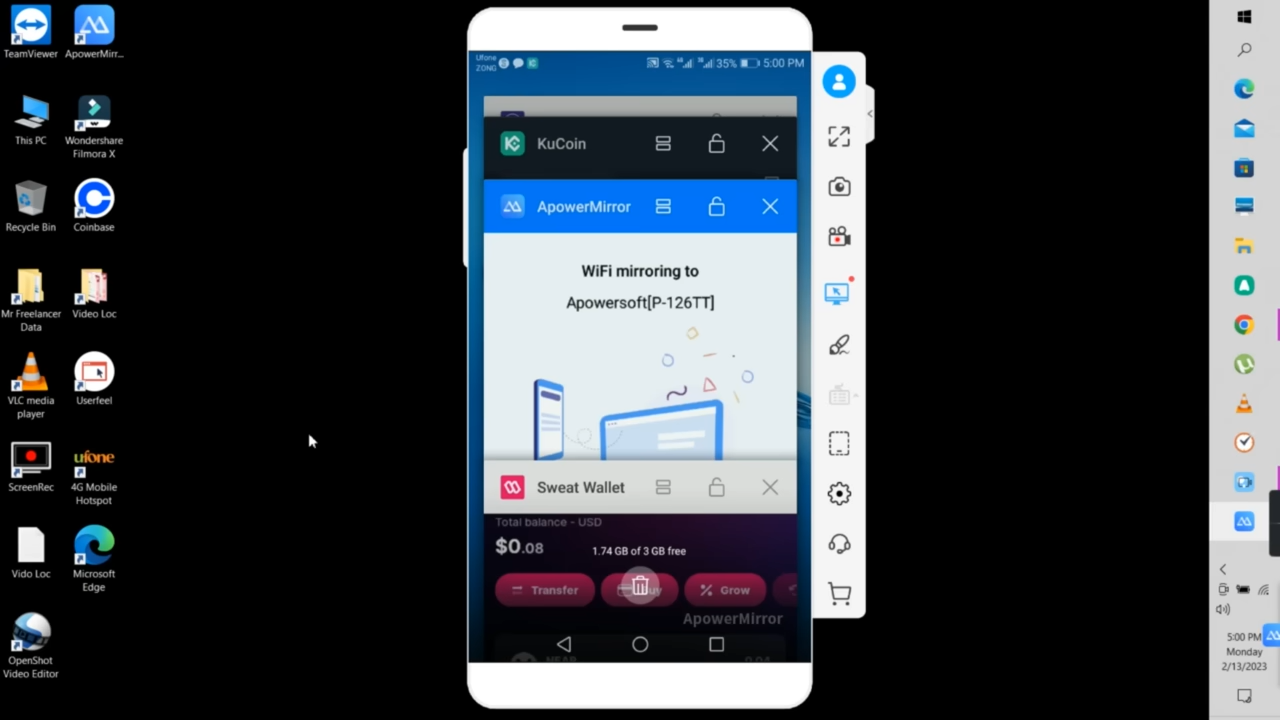 TeamViewer
ApowerMirr...
This PC
Wondershare
Filmora X
Recycle Bin
Coinbase
Mr Freelancer
Data
Video Loc
VLC media
player
Userfeel
ScreenRec
ufone
4G Mobile
Hotspot
Vido Loc
Microsoft
Edge
OpenShot
Video Editor
Ufone
ZONG
35%
5:00 PM
KuCoin
ApowerMirror
WiFi mirroring to
Apowersoft[P-126TT]
Sweat Wallet
Total balance - USD
$0.08
1.74 GB of 3 GB free
Transfer
Grow
ApowerMirror
NEAR
5:00 PM
Monday
2/13/2023